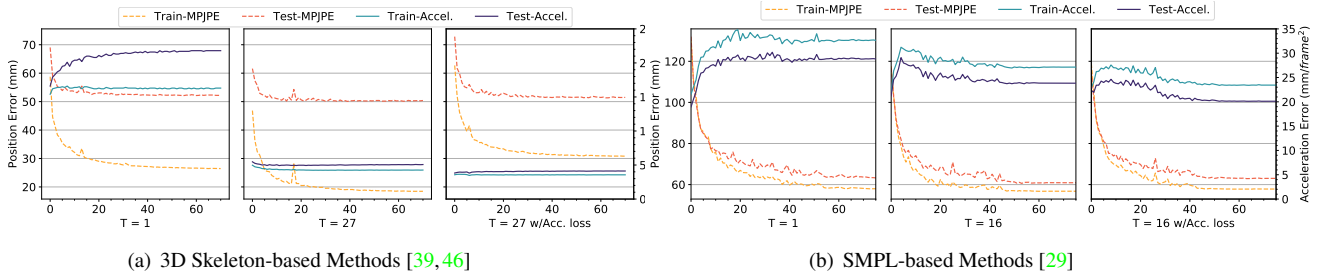 Train-MPJPE Test-MPJPE Train-Accel. Test-Accel.
Position Error (mm)
70
60
50
40
30
20
0 20 40 60
T = 1
0 20 40 60
T = 27
2
2
1
1
5
0
0 20 40 60
T = 27 w/Acc. loss
(a) 3D Skeleton-based Methods [39, 46]
Train-MPJPE Test-MPJPE Train-Accel. Test-Accel.
Position Error (mm)
120
100
80
60
0 20 40 60
T = 1
0 20 40 60
T = 16
0 20 40 60
T = 16 w/Acc. loss
35
30
25
20
15
10
5
0
Acceleration Error (mm/frame²)
(b) SMPL-based Methods [29]